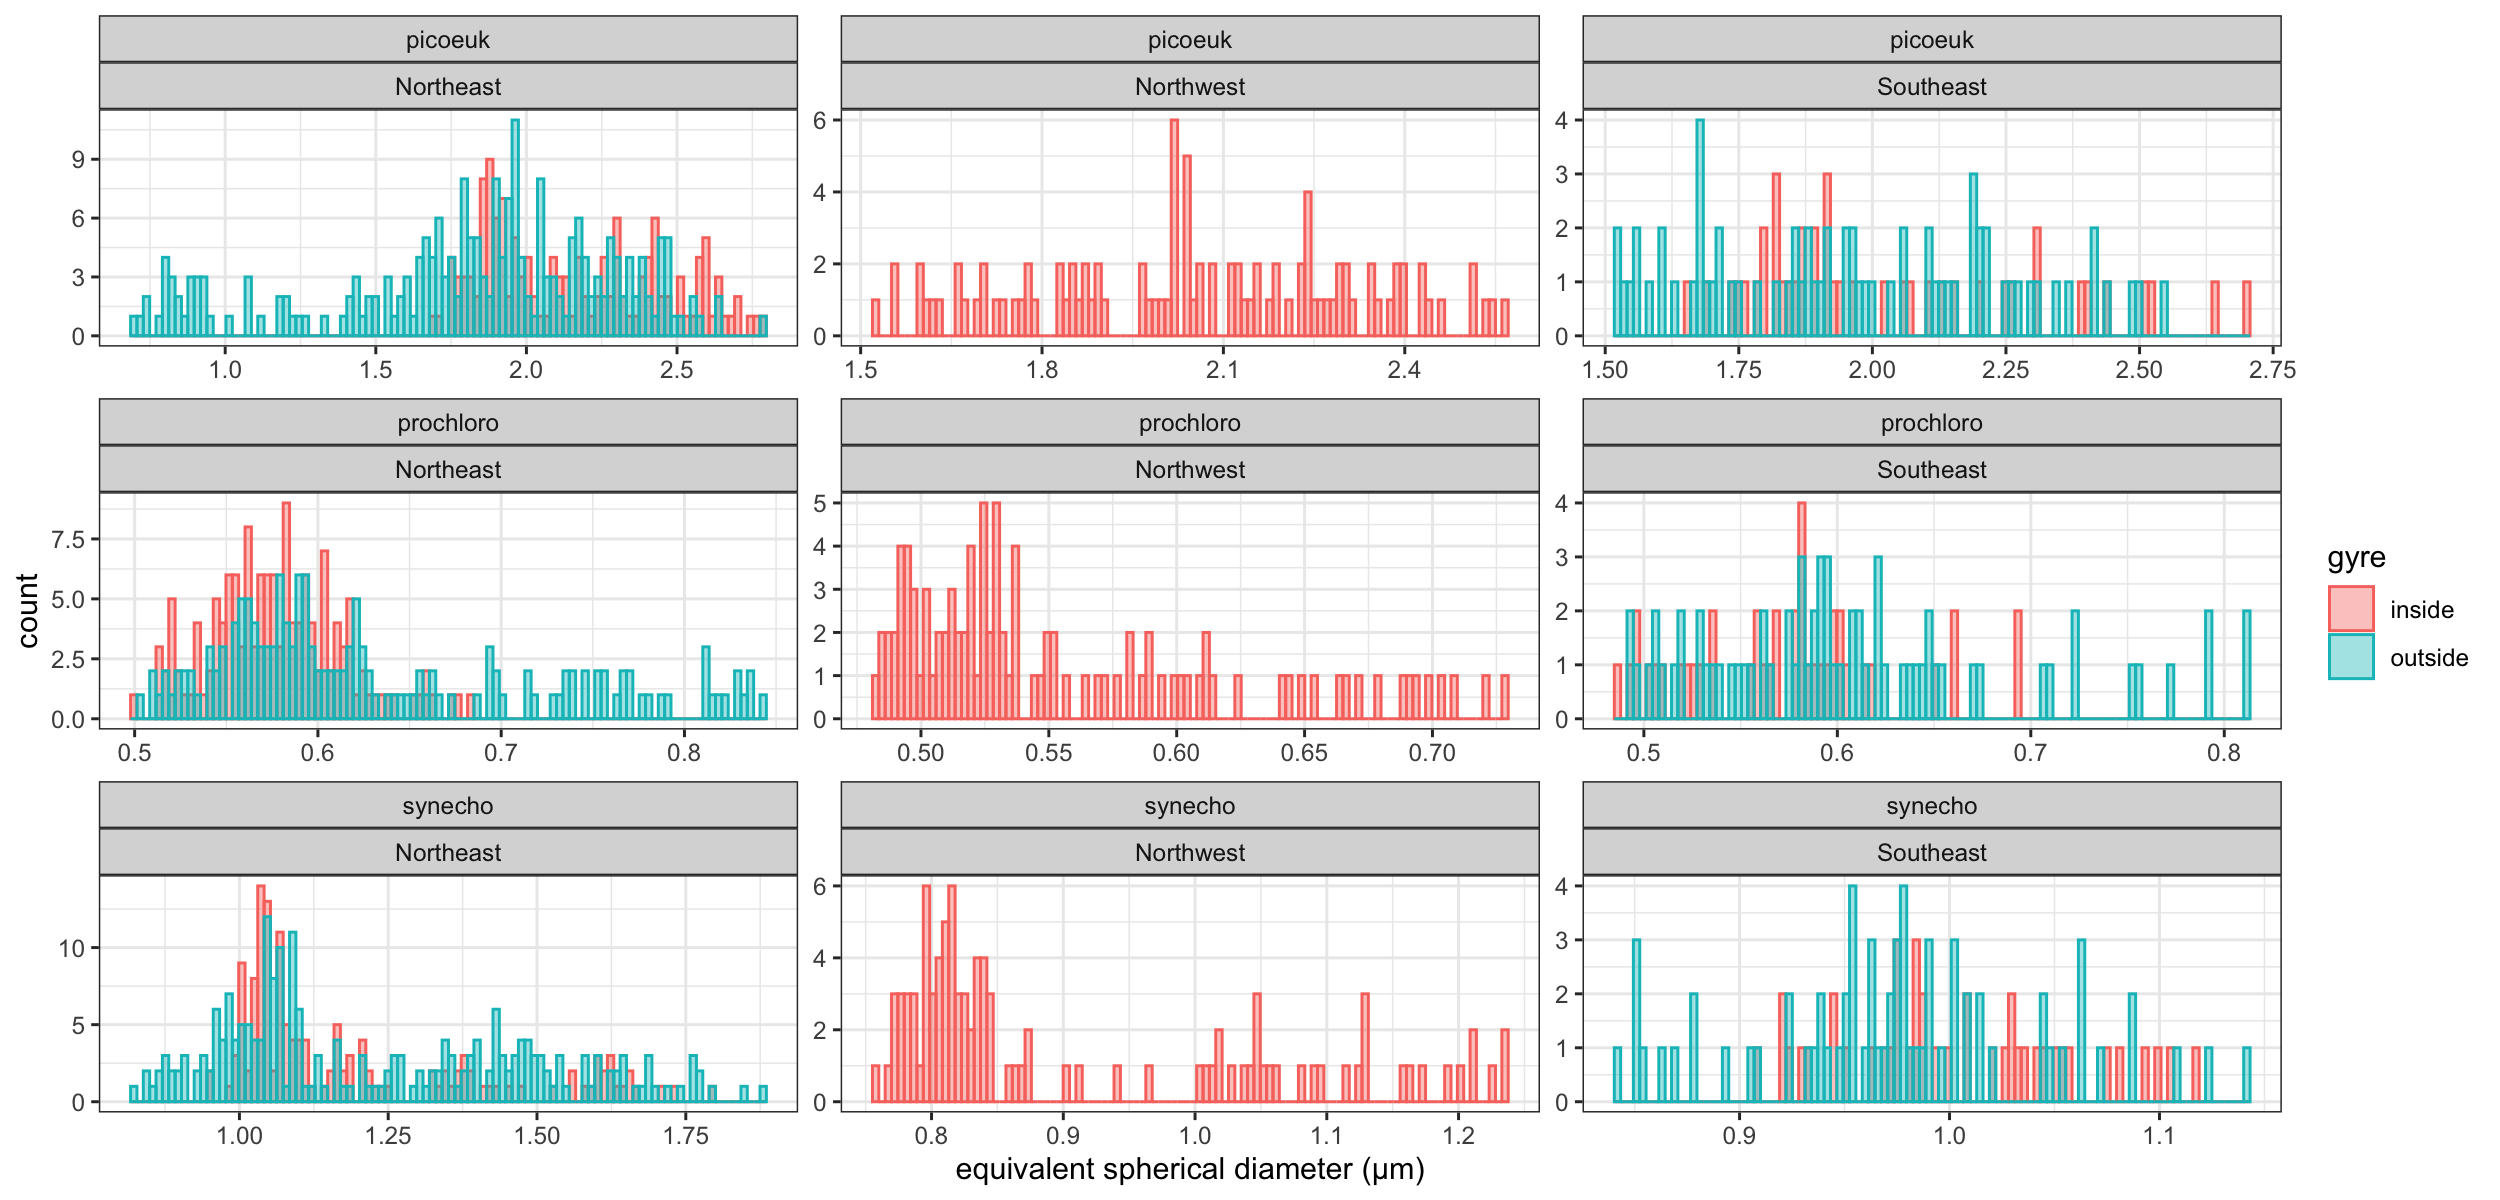 picoeuk
Northeast
picoeuk
Northwest
picoeuk
Southeast
9
6
3
0
1.0 1.5 2.0 2.5
6
4
2
0
1.5 1.8 2.1 2.4
4
3
2
1
0
1.50 1.75 2.00 2.25 2.50 2.75
prochloro
Northeast
prochloro
Northwest
prochloro
Southeast
7.5
5.0
2.5
0.0
0.5 0.6 0.7 0.8
5
4
3
2
1
0
0.50 0.55 0.60 0.65 0.70
4
3
2
1
0
0.5 0.6 0.7 0.8
synecho
Northeast
synecho
Northwest
synecho
Southeast
10
5
0
1.00 1.25 1.50 1.75
6
4
2
0
0.8 0.9 1.0 1.1 1.2
4
3
2
1
0
0.9 1.0 1.1
count
equivalent spherical diameter (μm)
gyre
inside
outside